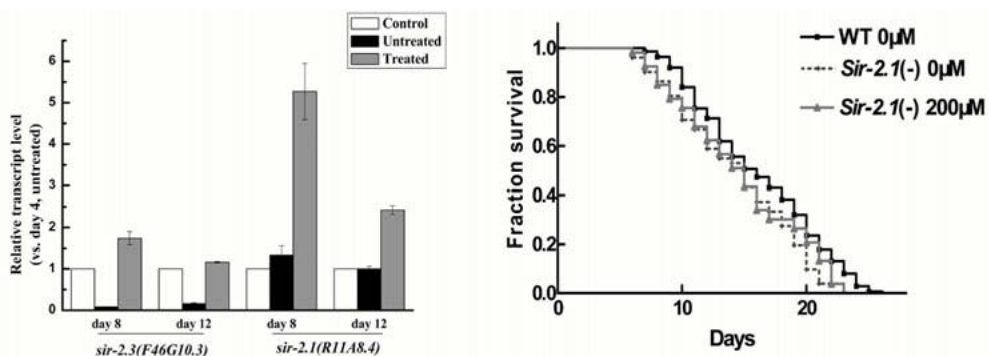 Relative transcript level
(vs. day 4, untreated)
6
5
4
3
2
1
0
Control
Untreated
Treated
day 8
day 12
day 8
day 12
sir-2.3(F46G10.3)
sir-2.1(R11A8.4)
Fraction survival
1.0
0.8
0.6
0.4
0.2
0.0
0
10
20
Days
WT 0µM
Sir-2.1(-) 0µM
Sir-2.1(-) 200µM